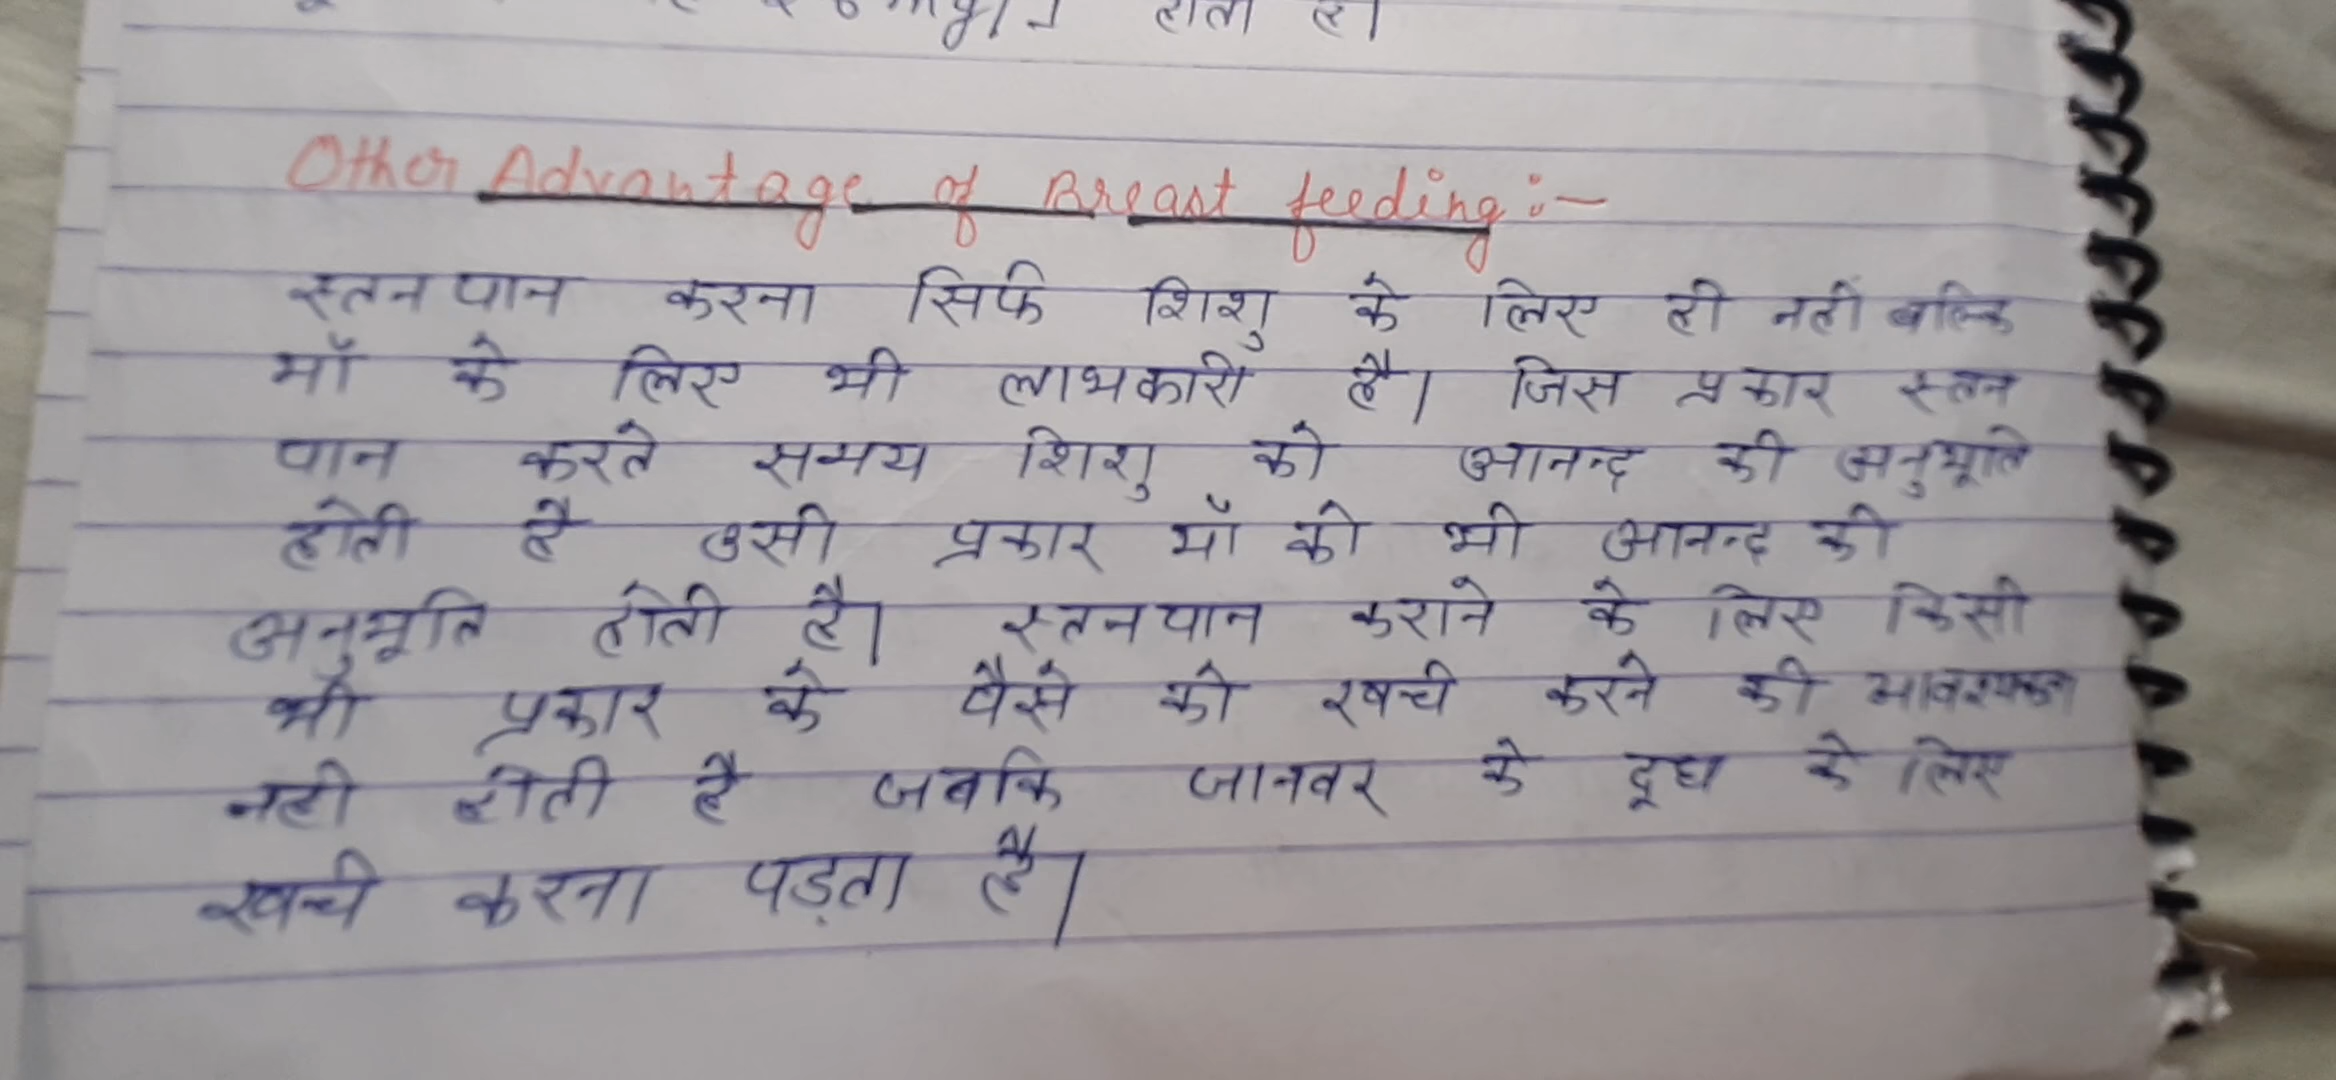 होता है।
Other Advantage of Breast feeding :-
स्तनपान करना सिर्फ शिशु के लिए ही नहीं बल्कि
माँ के लिए भी लाभकारी है। जिस प्रकार स्तन
पान करते समय शिशु को आनन्द की अनुभूति
होती है उसी प्रकार माँ को भी आनन्द की
अनुभूति होती है। स्तनपान कराने के लिए किसी
भी प्रकार के पैसे को खर्च करने की आवश्यकता
नही होती है जबकि जानवर के दूध के लिए
खर्च करना पड़ता है।